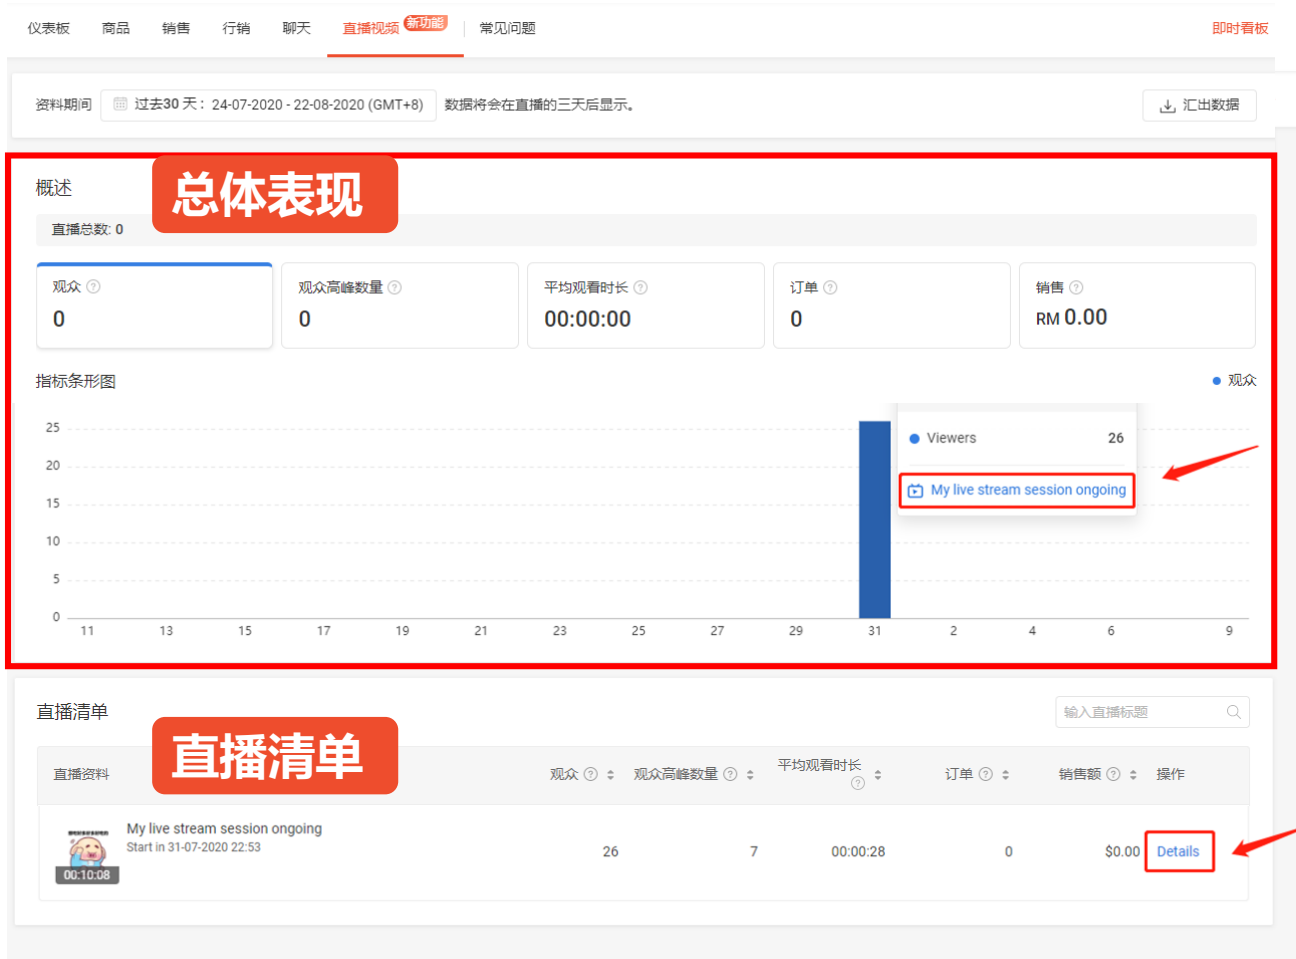 仪表板 商品 销售 行销 聊天 直播视频 新功能 常见问题 即时看板
资料期间 过去30 天： 24-07-2020 - 22-08-2020 (GMT+8) 数据将会在直播的三天后显示。 汇出数据
概述
总体表现
直播总数: 0
观众 观众高峰数量 平均观看时长 订单 销售
0 0 00:00:00 0 RM 0.00
指标条形图 观众
25
20
15
10
5
0
Viewers 26
My live stream session ongoing
11 13 15 17 19 21 23 25 27 29 31 2 4 6 9
直播清单 输入直播标题
直播清单
直播资料 观众 观众高峰数量 平均观看时长 订单 销售额 操作
My live stream session ongoing
Start in 31-07-2020 22:53
00:10:08
26 7 00:00:28 0 $0.00 Details